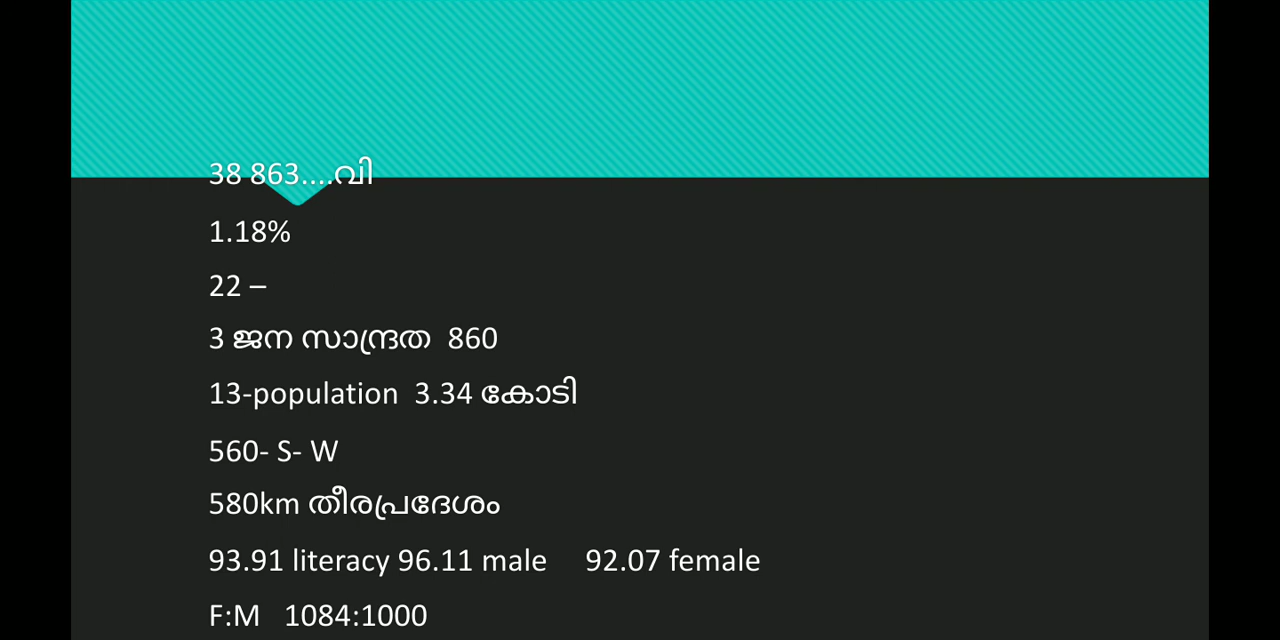 38 863....വി
1.18%
22 –
3 ജന സാന്ദ്രത 860
13-population 3.34 കോടി
560- S- W
580km തീരപ്രദേശം
93.91 literacy 96.11 male 92.07 female
F:M 1084:1000